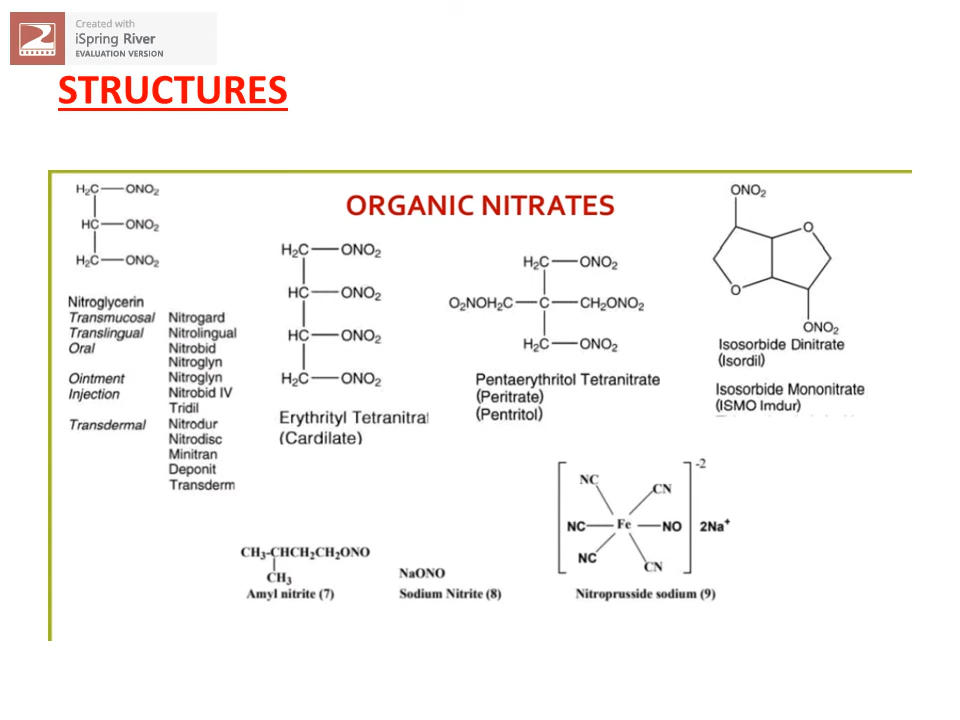 Created with
iSpring River
EVALUATION VERSION
STRUCTURES
ORGANIC NITRATES
H₂C—ONO₂
HC—ONO₂
H₂C—ONO₂
Nitroglycerin
Transmucosal Nitrogard
Translingual Nitrolingual
Oral Nitrobid
Nitroglyn
Ointment Nitroglyn
Injection Nitrobid IV
Tridil
Transdermal Nitrodur
Nitrodisc
Minitran
Deponit
Transderm
H₂C—ONO₂
HC—ONO₂
HC—ONO₂
H₂C—ONO₂
Erythrityl Tetranitrat
(Cardilate)
H₂C—ONO₂
O₂NOH₂C—C—CH₂ONO₂
H₂C—ONO₂
Pentaerythritol Tetranitrate
(Peritrate)
(Pentritol)
ONO₂
O
O
ONO₂
Isosorbide Dinitrate
(Isordil)
Isosorbide Mononitrate
(ISMO Imdur)
CH₃-CHCH₂CH₂ONO
CH₃
Amyl nitrite (7)
NaONO
Sodium Nitrite (8)
-2
NC CN
NC—Fe—NO 2Na⁺
NC CN
Nitroprusside sodium (9)